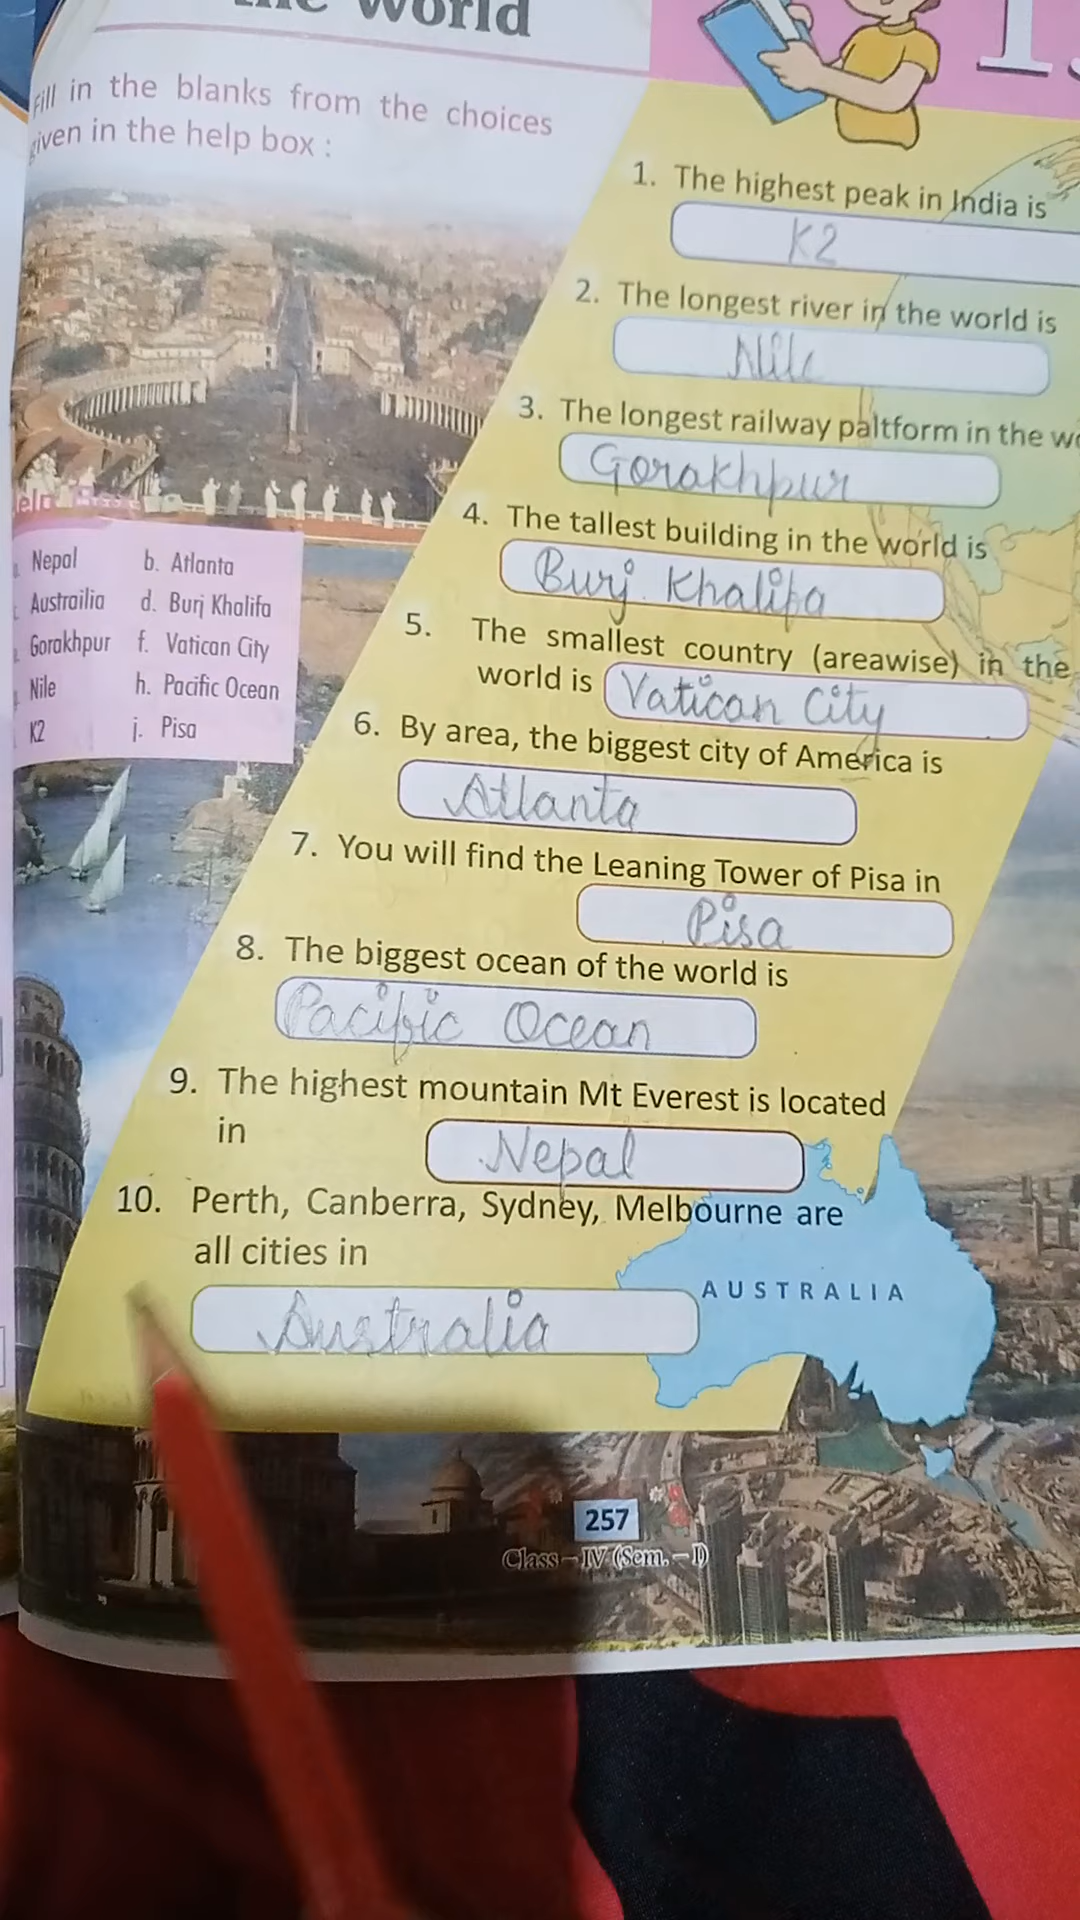 the World
Fill in the blanks from the choices
given in the help box :
1. The highest peak in India is
K2
2. The longest river in the world is
Nile
3. The longest railway paltform in the
Gorakhpur
4. The tallest building in the world is
Burj Khalifa
5. The smallest country (areawise) in the
world is Vatican City
6. By area, the biggest city of America is
Atlanta
7. You will find the Leaning Tower of Pisa in
Pisa
8. The biggest ocean of the world is
Pacific Ocean
9. The highest mountain Mt Everest is located
in Nepal
10. Perth, Canberra, Sydney, Melbourne are
all cities in
Australia
AUSTRALIA
Nepal b. Atlanta
Austrailia d. Burj Khalifa
Gorakhpur f. Vatican City
Nile h. Pacific Ocean
K2 j. Pisa
257
Class – IV (Sem. – I)